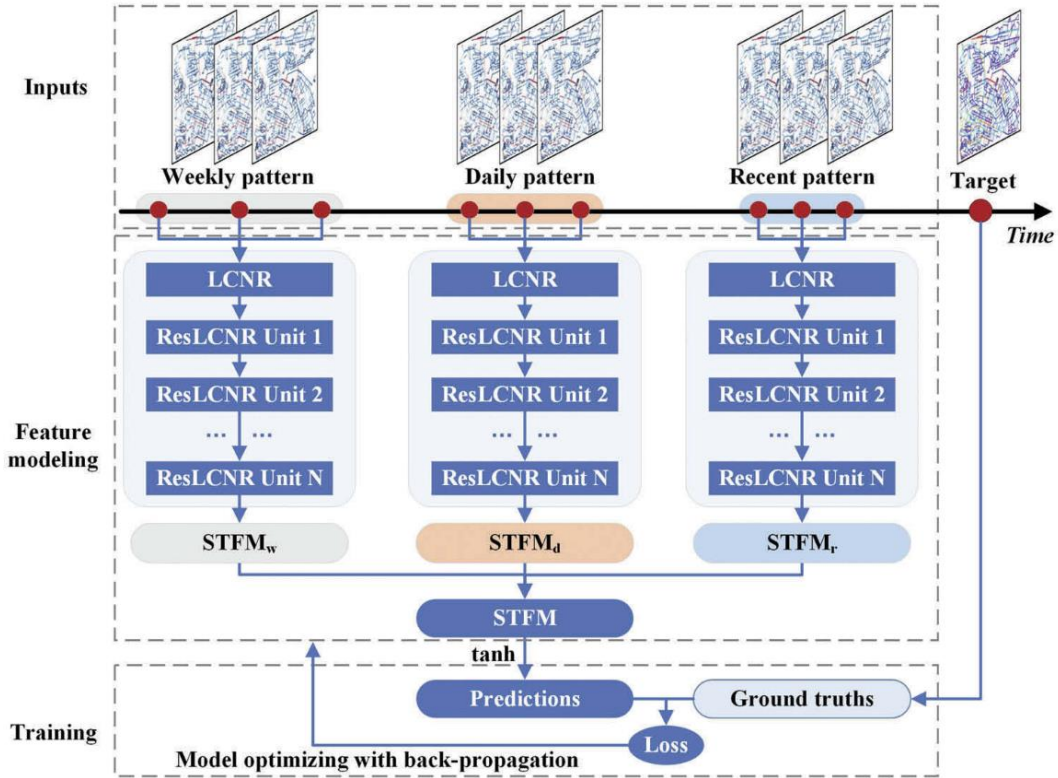 Inputs
Weekly pattern
Daily pattern
Recent pattern
Target
Time
LCNR
LCNR
LCNR
ResLCNR Unit 1
ResLCNR Unit 1
ResLCNR Unit 1
ResLCNR Unit 2
ResLCNR Unit 2
ResLCNR Unit 2
... ...
... ...
... ...
Feature
modeling
ResLCNR Unit N
ResLCNR Unit N
ResLCNR Unit N
STFMw
STFMd
STFMr
STFM
tanh
Predictions
Ground truths
Training
Loss
Model optimizing with back-propagation